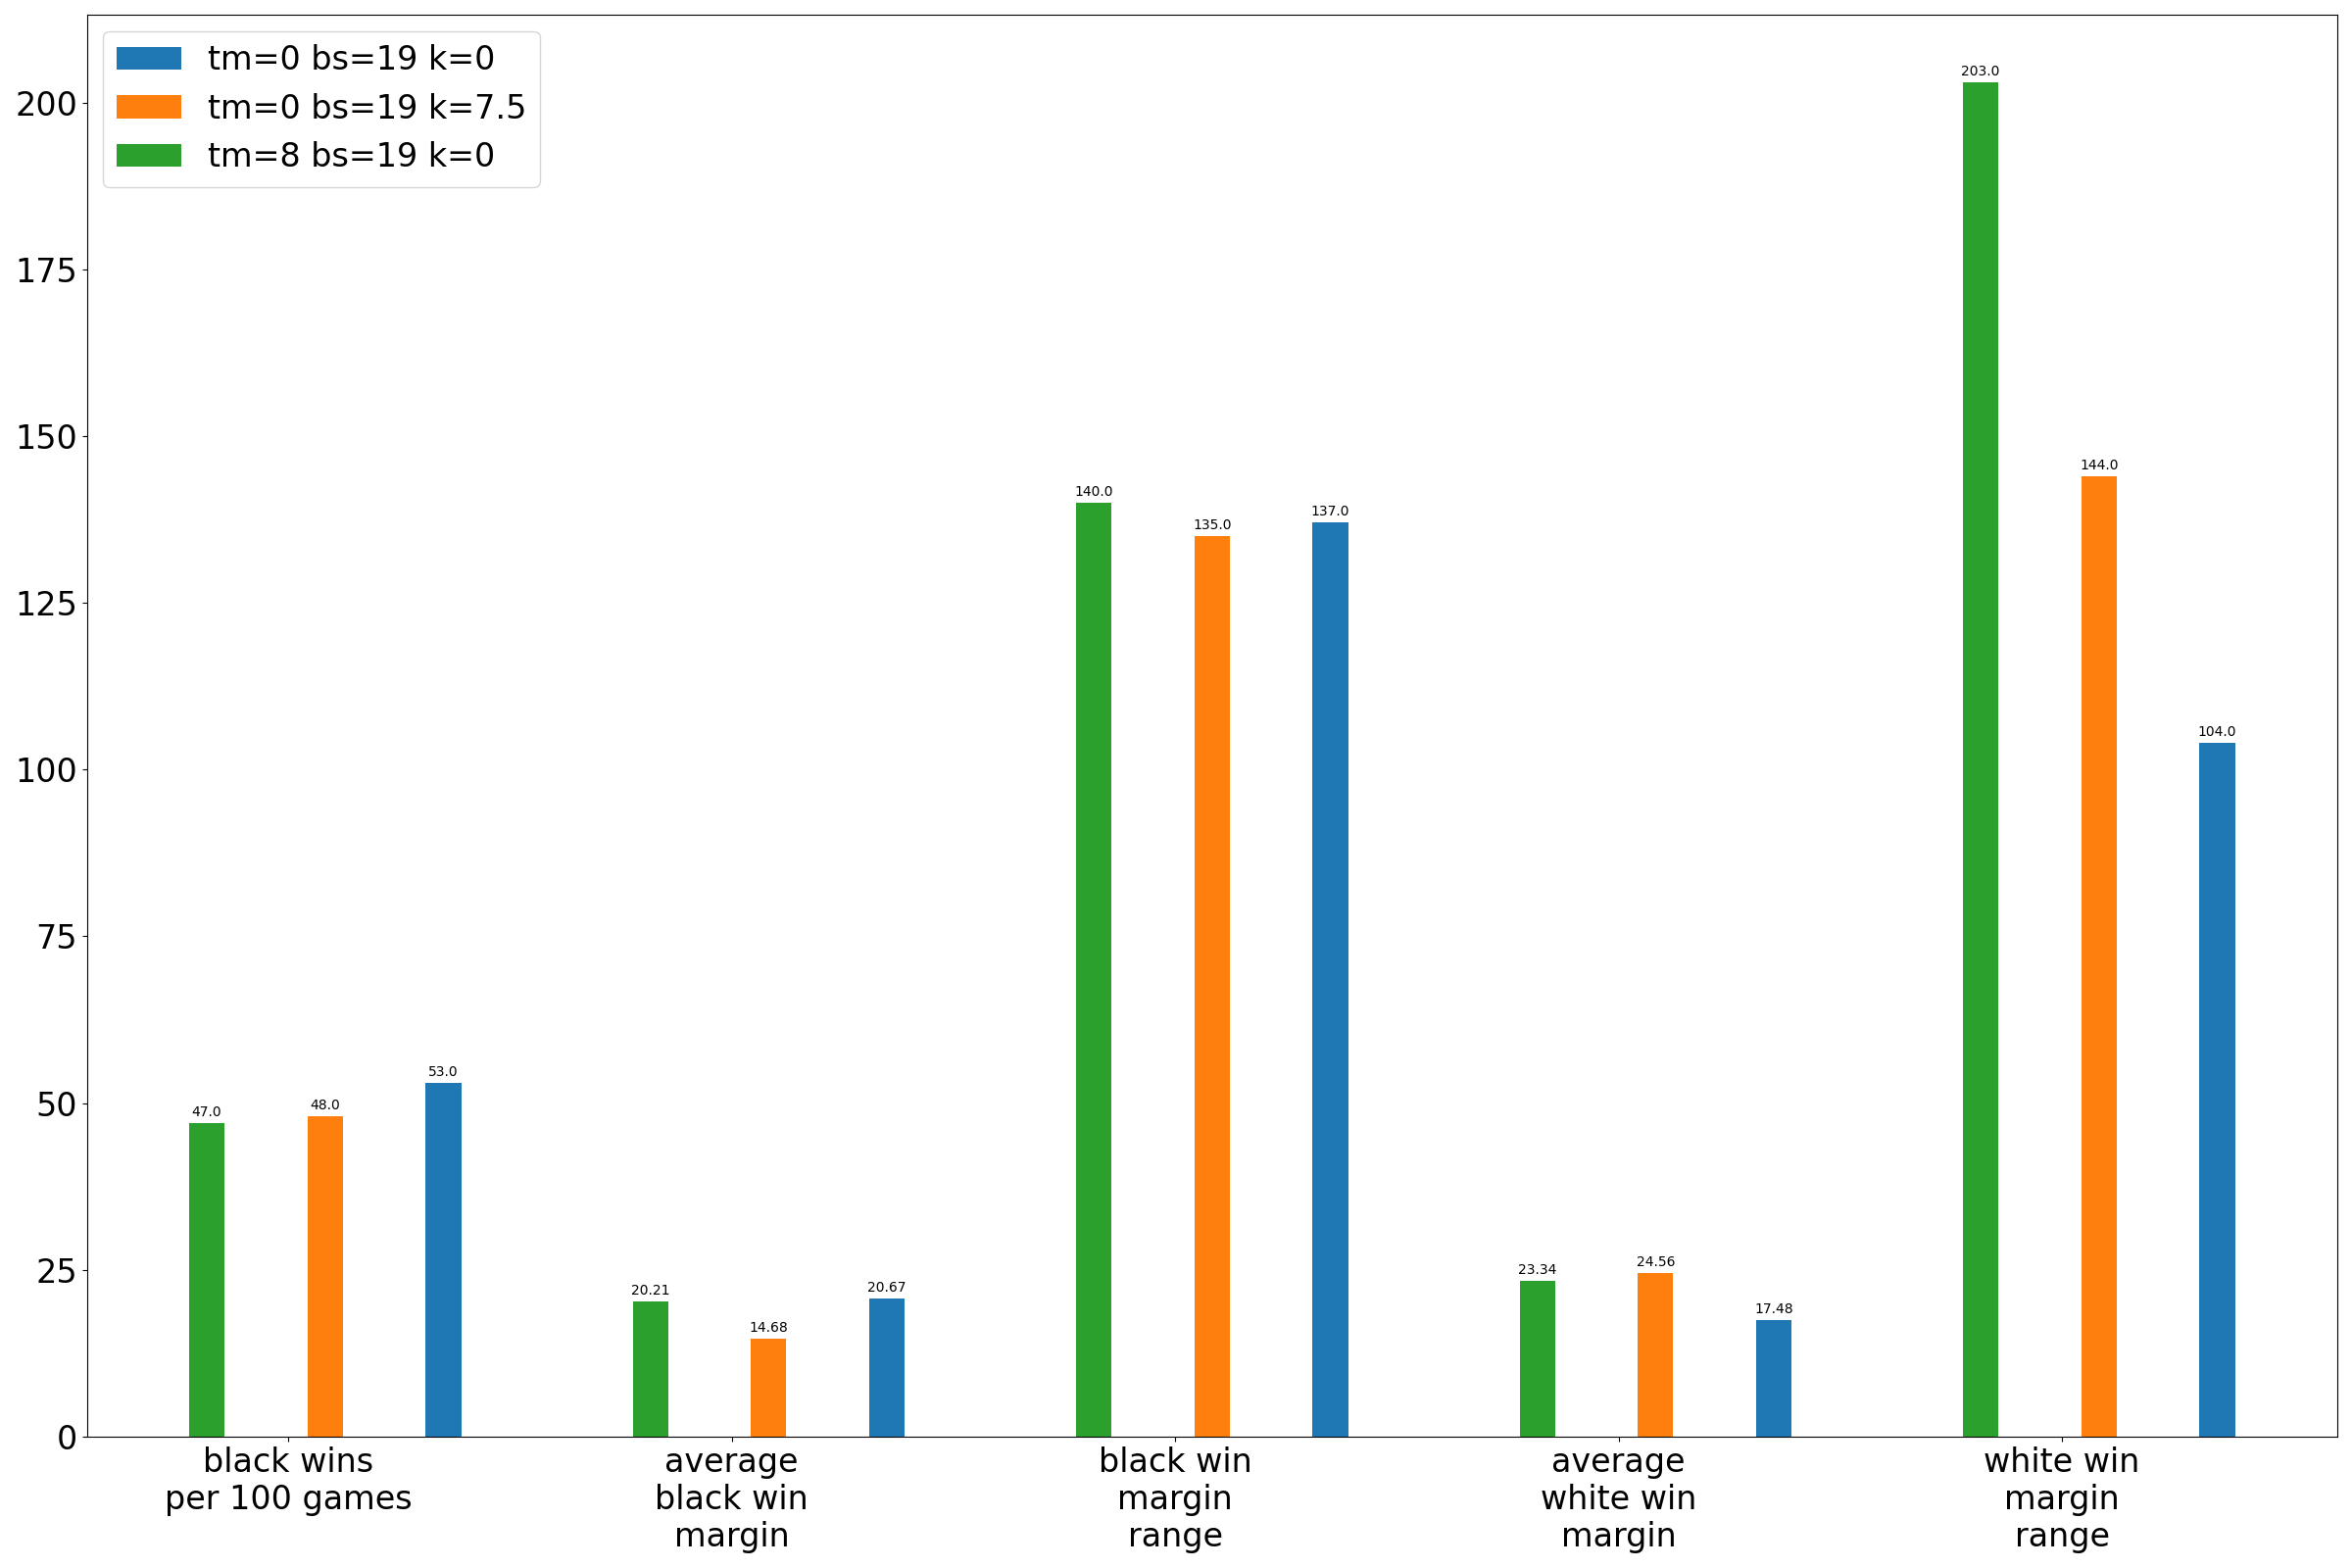 tm=0 bs=19 k=0
tm=0 bs=19 k=7.5
tm=8 bs=19 k=0
200
175
150
125
100
75
50
25
0
47.0
48.0
53.0
20.21
14.68
20.67
140.0
135.0
137.0
23.34
24.56
17.48
203.0
144.0
104.0
black wins
per 100 games
average
black win
margin
black win
margin
range
average
white win
margin
white win
margin
range